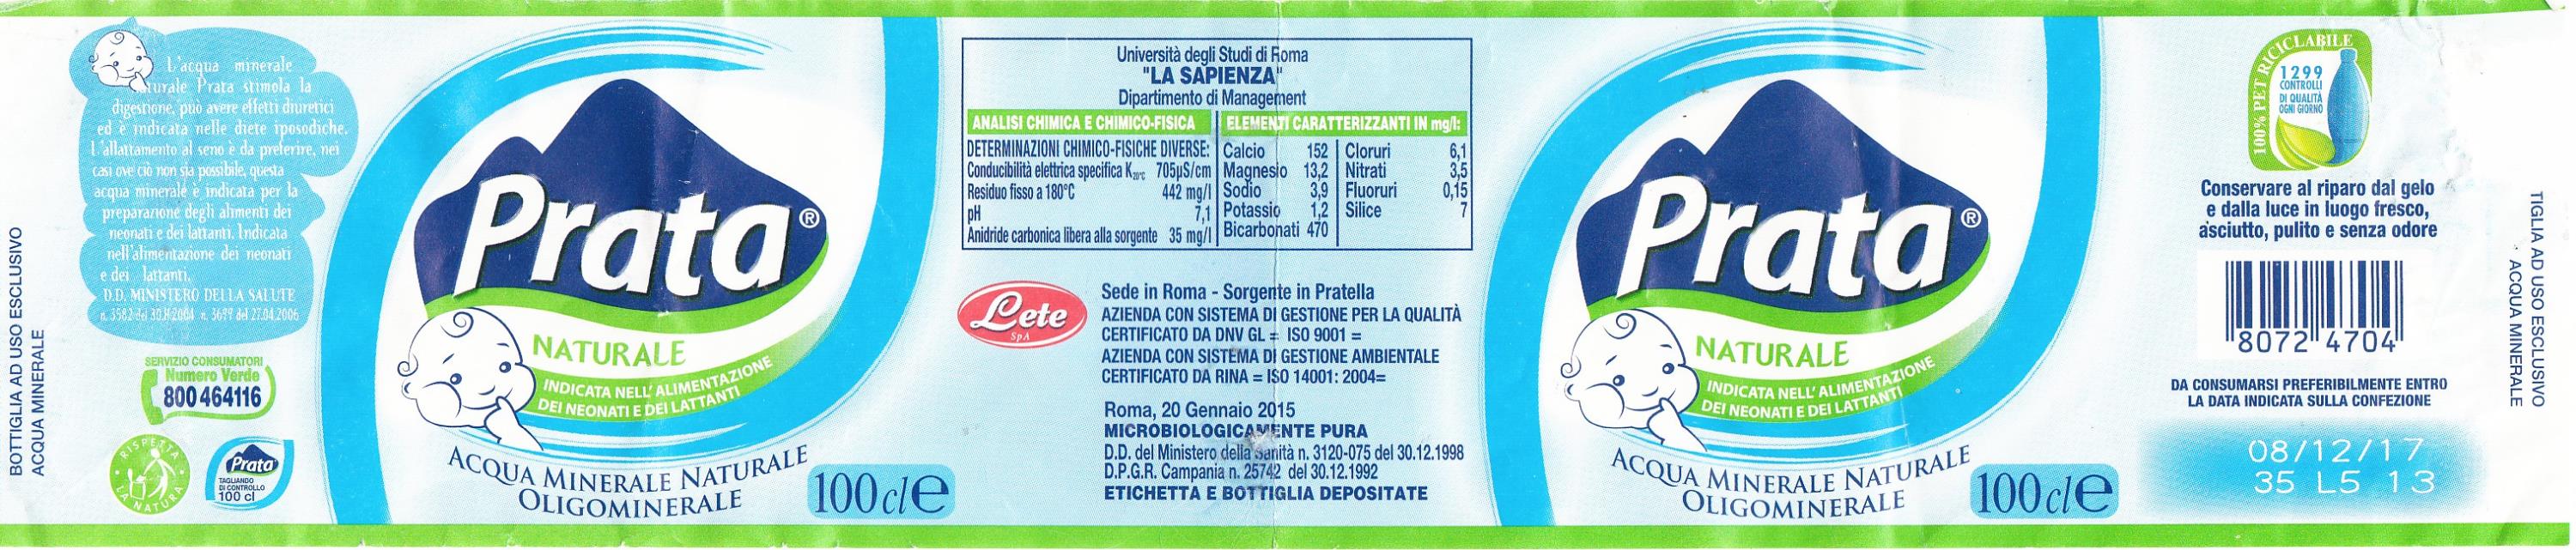 BOTTIGLIA AD USO ESCLUSIVO
ACQUA MINERALE
L'acqua minerale
naturale Prata stimola la
digestione, può avere effetti diuretici
ed è indicata nelle diete iposodiche.
L'allattamento al seno è da preferire, nei
casi ove ciò non sia possibile, questa
acqua minerale è indicata per la
preparazione degli alimenti dei
neonati e dei lattanti. Indicata
nell'alimentazione dei neonati
e dei lattanti.
D.D. MINISTERO DELLA SALUTE
n. 3582 del 30.11.2004 n. 3699 del 27.04.2006
SERVIZIO CONSUMATORI
Numero Verde
800 464116
RISPETTA
LA NATURA
Prata
TAGLIANDO
DI CONTROLLO
100 cl
Prata®
NATURALE
INDICATA NELL'ALIMENTAZIONE
DEI NEONATI E DEI LATTANTI
ACQUA MINERALE NATURALE
OLIGOMINERALE
100 cl e
Università degli Studi di Roma
"LA SAPIENZA"
Dipartimento di Management
ANALISI CHIMICA E CHIMICO-FISICA
DETERMINAZIONI CHIMICO-FISICHE DIVERSE:
Conducibilità elettrica specifica K20°C 705µS/cm
Residuo fisso a 180°C 442 mg/l
pH 7,1
Anidride carbonica libera alla sorgente 35 mg/l
ELEMENTI CARATTERIZZANTI IN mg/l:
Calcio 152
Magnesio 13,2
Sodio 3,9
Potassio 1,2
Bicarbonati 470
Cloruri 6,1
Nitrati 3,5
Fluoruri 0,15
Silice 7
Lete
SpA
Sede in Roma - Sorgente in Pratella
AZIENDA CON SISTEMA DI GESTIONE PER LA QUALITÀ
CERTIFICATO DA DNV GL = ISO 9001 =
AZIENDA CON SISTEMA DI GESTIONE AMBIENTALE
CERTIFICATO DA RINA = ISO 14001: 2004=
Roma, 20 Gennaio 2015
MICROBIOLOGICAMENTE PURA
D.D. del Ministero della Sanità n. 3120-075 del 30.12.1998
D.P.G.R. Campania n. 25742 del 30.12.1992
ETICHETTA E BOTTIGLIA DEPOSITATE
Prata®
NATURALE
INDICATA NELL'ALIMENTAZIONE
DEI NEONATI E DEI LATTANTI
ACQUA MINERALE NATURALE
OLIGOMINERALE
100 cl e
100% PET RICICLABILE
1299
CONTROLLI
DI QUALITÀ
OGNI GIORNO
Conservare al riparo dal gelo
e dalla luce in luogo fresco,
asciutto, pulito e senza odore
8072 4704
DA CONSUMARSI PREFERIBILMENTE ENTRO
LA DATA INDICATA SULLA CONFEZIONE
08/12/17
35 L5 13
TIGLIA AD USO ESCLUSIVO
ACQUA MINERALE